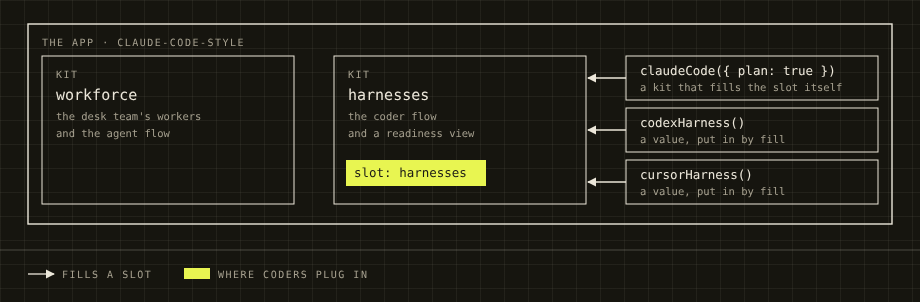 THE APP · CLAUDE-CODE-STYLE
KIT
workforce
the desk team's workers
and the agent flow
KIT
harnesses
the coder flow
and a readiness view
slot: harnesses
claudeCode({ plan: true })
a kit that fills the slot itself
codexHarness()
a value, put in by fill
cursorHarness()
a value, put in by fill
FILLS A SLOT
WHERE CODERS PLUG IN